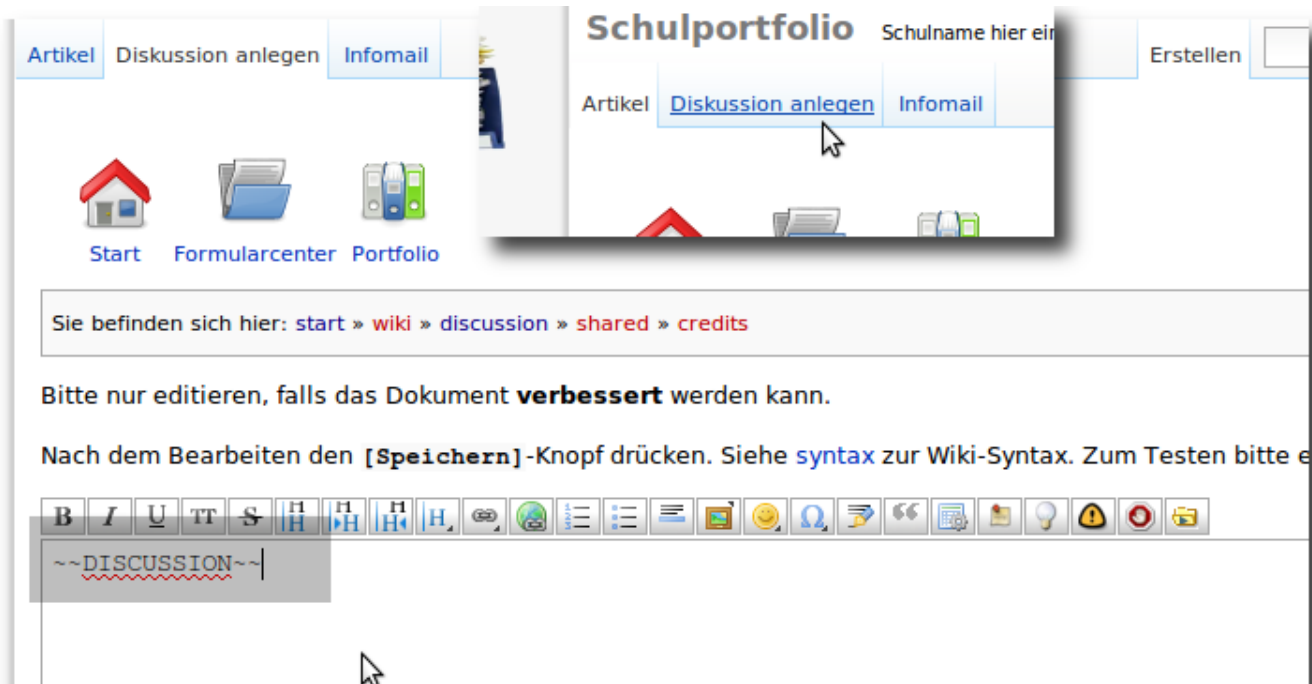 Schulportfolio Schulname hier ein
Artikel Diskussion anlegen Infomail
Artikel Diskussion anlegen Infomail
Erstellen
Start Formularcenter Portfolio
Sie befinden sich hier: start » wiki » discussion » shared » credits
Bitte nur editieren, falls das Dokument verbessert werden kann.
Nach dem Bearbeiten den [Speichern]-Knopf drücken. Siehe syntax zur Wiki-Syntax. Zum Testen bitte e
B I U TT S H H H H
~~DISCUSSION~~